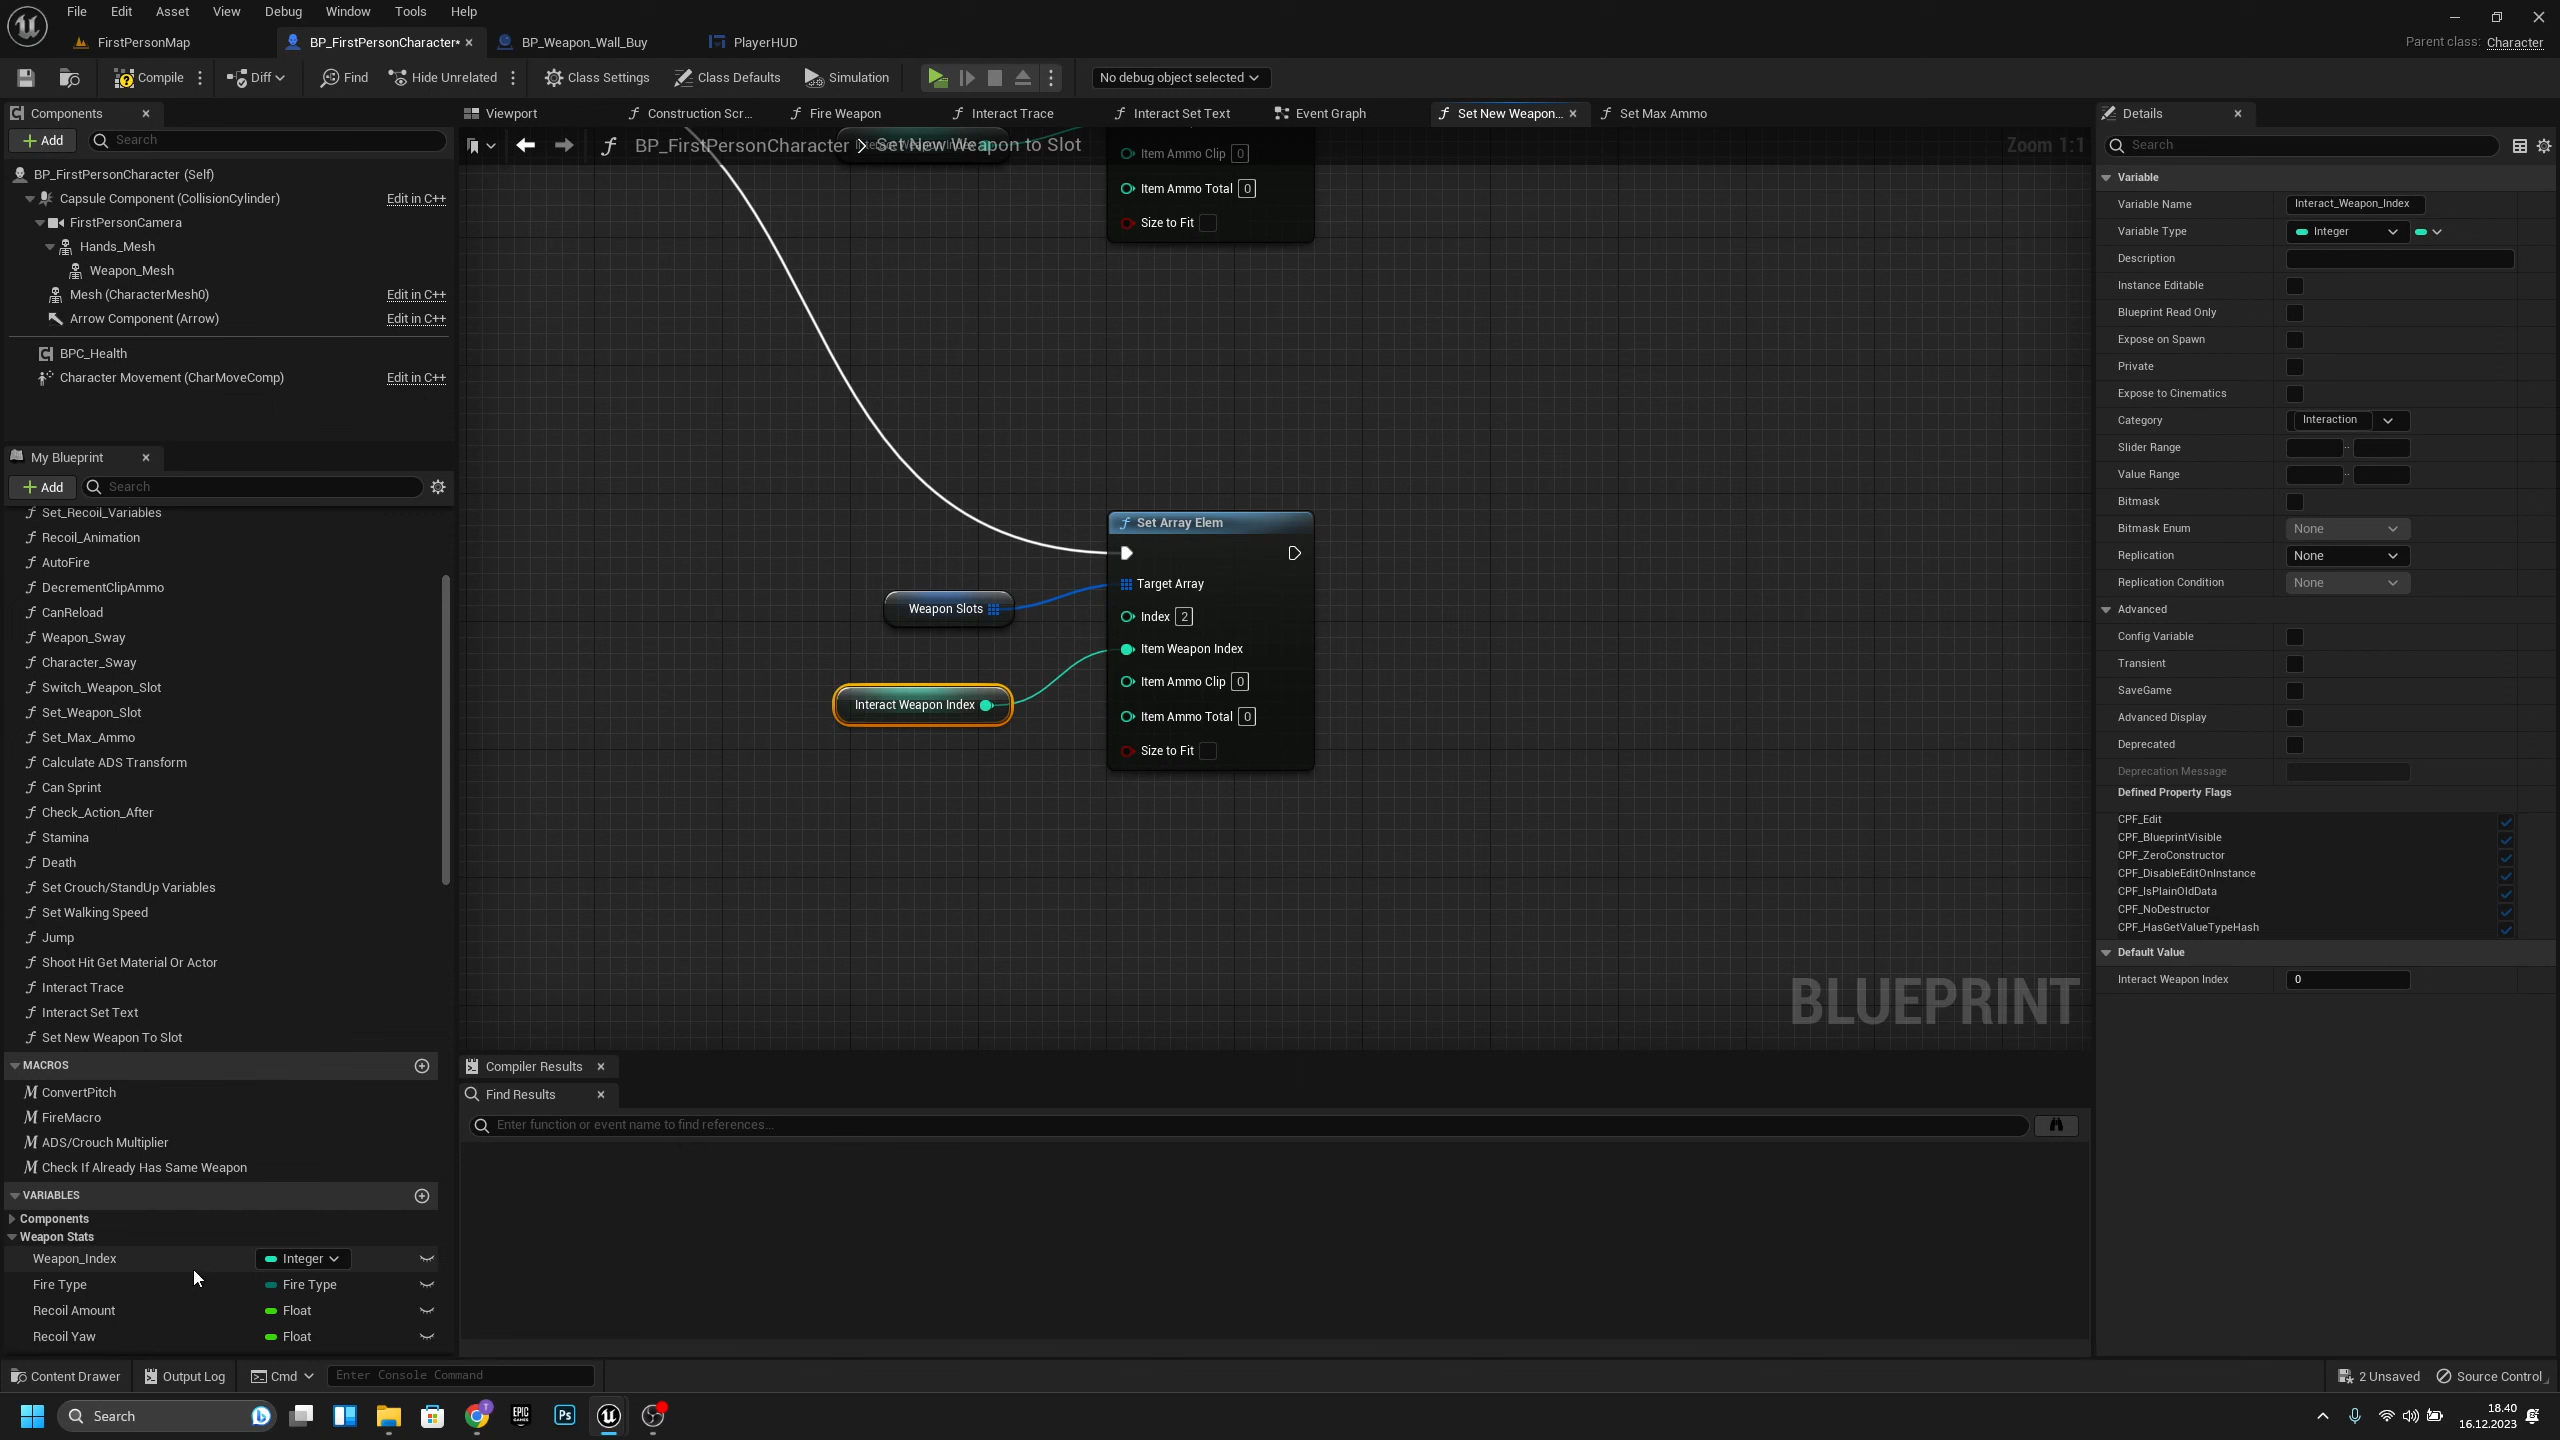 File Edit Asset View Window Debug Tools Help
FirstPersonMap
BP_FirstPersonCharacter*
BP_Weapon_Wall_Buy
PlayerHUD
Parent class: Character
Compile
Diff
Find
Hide Unrelated
Class Settings
Class Defaults
Simulation
No debug object selected
Components
Add
Search
BP_FirstPersonCharacter (Self)
Capsule Component (CollisionCylinder) Edit in C++
FirstPersonCamera
Hands_Mesh
Weapon_Mesh
Mesh (CharacterMesh0) Edit in C++
Arrow Component (Arrow) Edit in C++
BPC_Health
Character Movement (CharMoveComp) Edit in C++
My Blueprint
Add
Search
Set_Recoil_Variables
Recoil_Animation
AutoFire
DecrementClipAmmo
CanReload
Weapon_Sway
Character_Sway
Switch_Weapon_Slot
Set_Weapon_Slot
Set_Max_Ammo
Calculate ADS Transform
Can Sprint
Check_Action_After
Stamina
Death
Set Crouch/StandUp Variables
Set Walking Speed
Jump
Shoot Hit Get Material Or Actor
Interact Trace
Interact Set Text
Set New Weapon To Slot
MACROS
ConvertPitch
FireMacro
ADS/Crouch Multiplier
Check If Already Has Same Weapon
VARIABLES
Components
Weapon Stats
Weapon_Index Integer
Fire Type Fire Type
Recoil Amount Float
Recoil Yaw Float
Viewport
Construction Scr...
Fire Weapon
Interact Trace
Interact Set Text
Event Graph
Set New Weapon...
Set Max Ammo
BP_FirstPersonCharacter > Set New Weapon to Slot
Zoom 1:1
Item Ammo Clip 0
Item Ammo Total 0
Size to Fit
Set Array Elem
Target Array
Weapon Slots
Index 2
Item Weapon Index
Interact Weapon Index
Item Ammo Clip 0
Item Ammo Total 0
Size to Fit
BLUEPRINT
Compiler Results
Find Results
Enter function or event name to find references...
Details
Search
Variable
Variable Name Interact_Weapon_Index
Variable Type Integer
Description
Instance Editable
Blueprint Read Only
Expose on Spawn
Private
Expose to Cinematics
Category Interaction
Slider Range
Value Range
Bitmask
Bitmask Enum None
Replication None
Replication Condition None
Advanced
Config Variable
Transient
SaveGame
Advanced Display
Deprecated
Deprecation Message
Defined Property Flags
CPF_Edit
CPF_BlueprintVisible
CPF_ZeroConstructor
CPF_DisableEditOnInstance
CPF_IsPlainOldData
CPF_NoDestructor
CPF_HasGetValueTypeHash
Default Value
Interact Weapon Index 0
Content Drawer
Output Log
Cmd
Enter Console Command
2 Unsaved
Source Control
Search
EPIC GAMES
Ps
18.40
16.12.2023